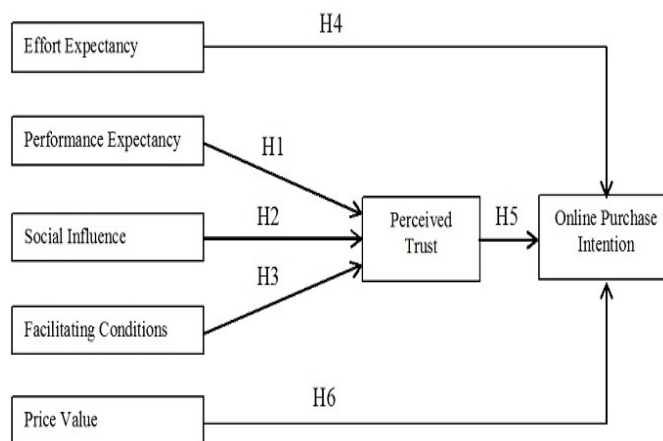 H4
Effort Expectancy
Performance Expectancy
H1
Social Influence
H2
Perceived
Trust
H5
Online Purchase
Intention
H3
Facilitating Conditions
H6
Price Value